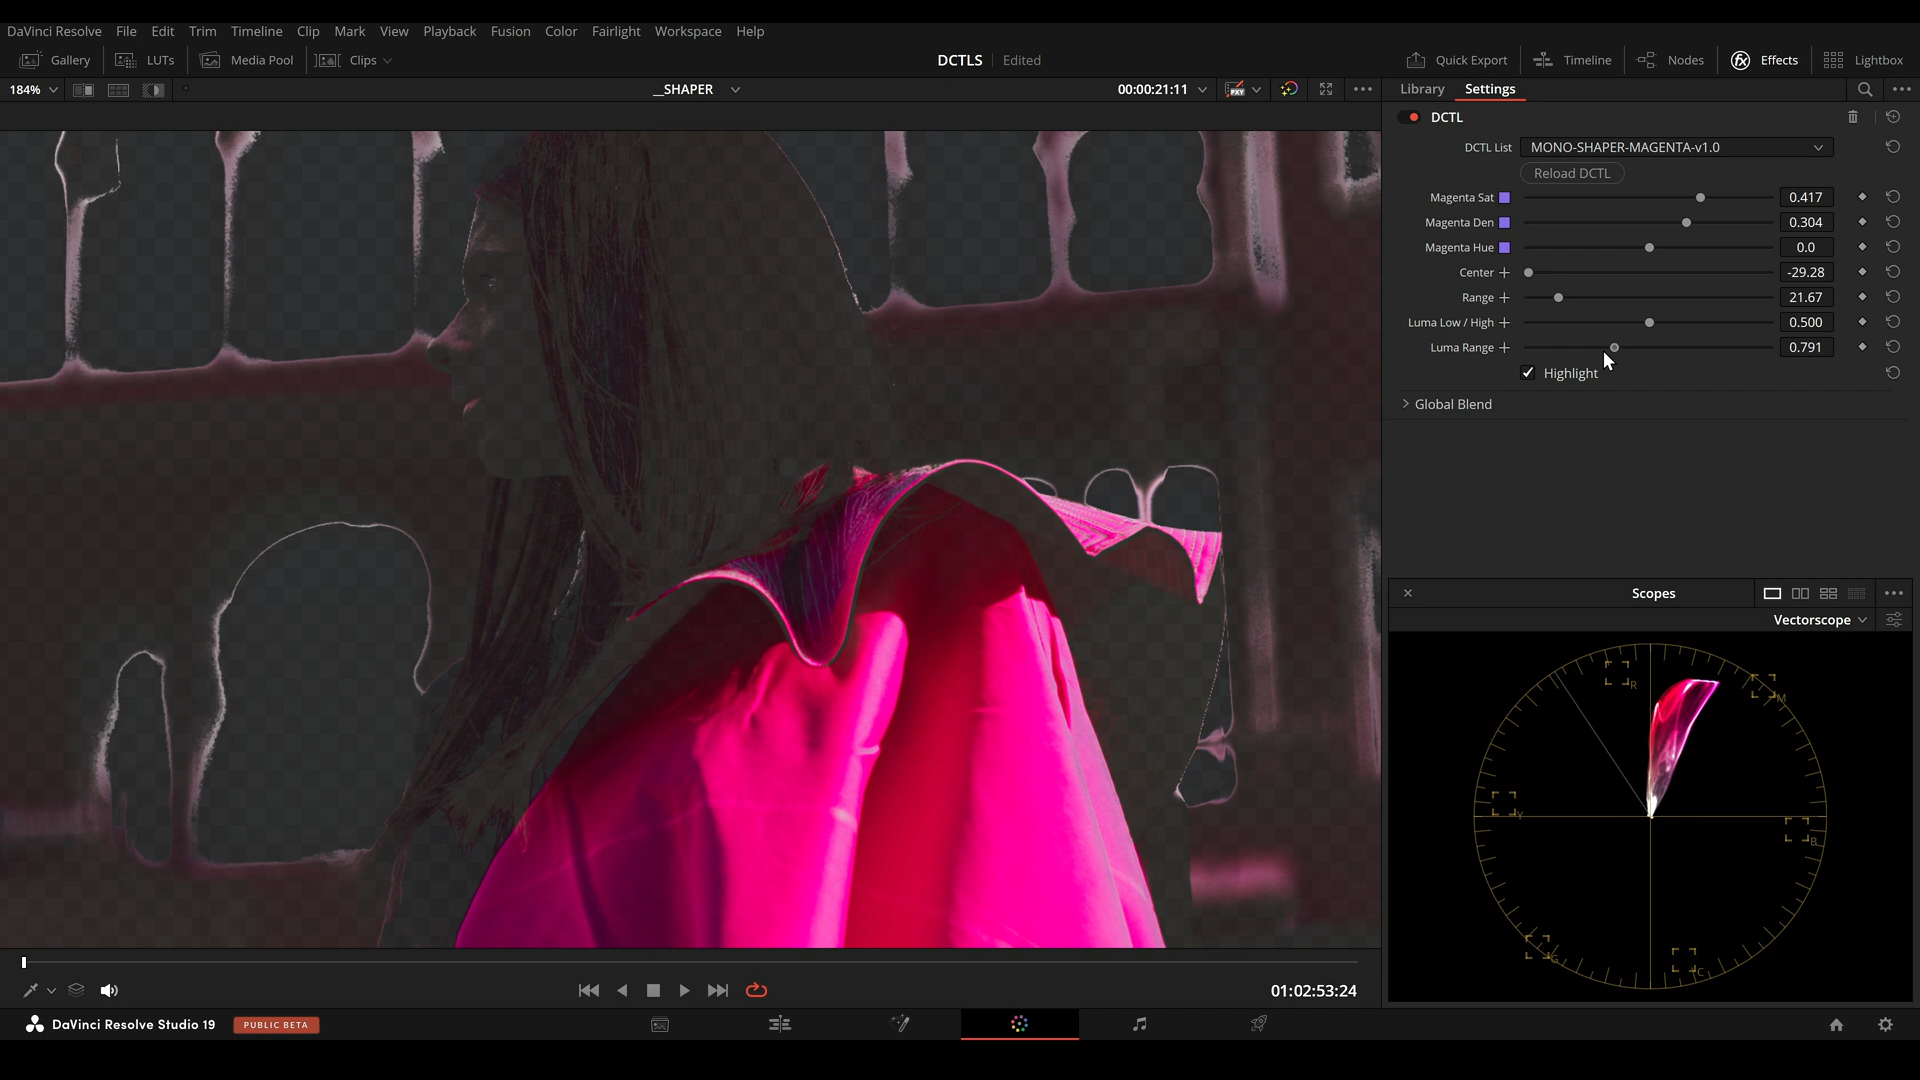 DaVinci Resolve File Edit Trim Timeline Clip Mark View Playback Fusion Color Fairlight Workspace Help
Gallery LUTs Media Pool Clips DCTLS Edited Quick Export Timeline Nodes Effects Lightbox
184% __SHAPER 00:00:21:11 PXY Library Settings
DCTL
DCTL List MONO-SHAPER-MAGENTA-v1.0
Reload DCTL
Magenta Sat 0.417
Magenta Den 0.304
Magenta Hue 0.0
Center -29.28
Range 21.67
Luma Low / High 0.500
Luma Range 0.791
Highlight
Global Blend
Scopes
Vectorscope
R
M
Y
B
G
C
01:02:53:24
DaVinci Resolve Studio 19 PUBLIC BETA